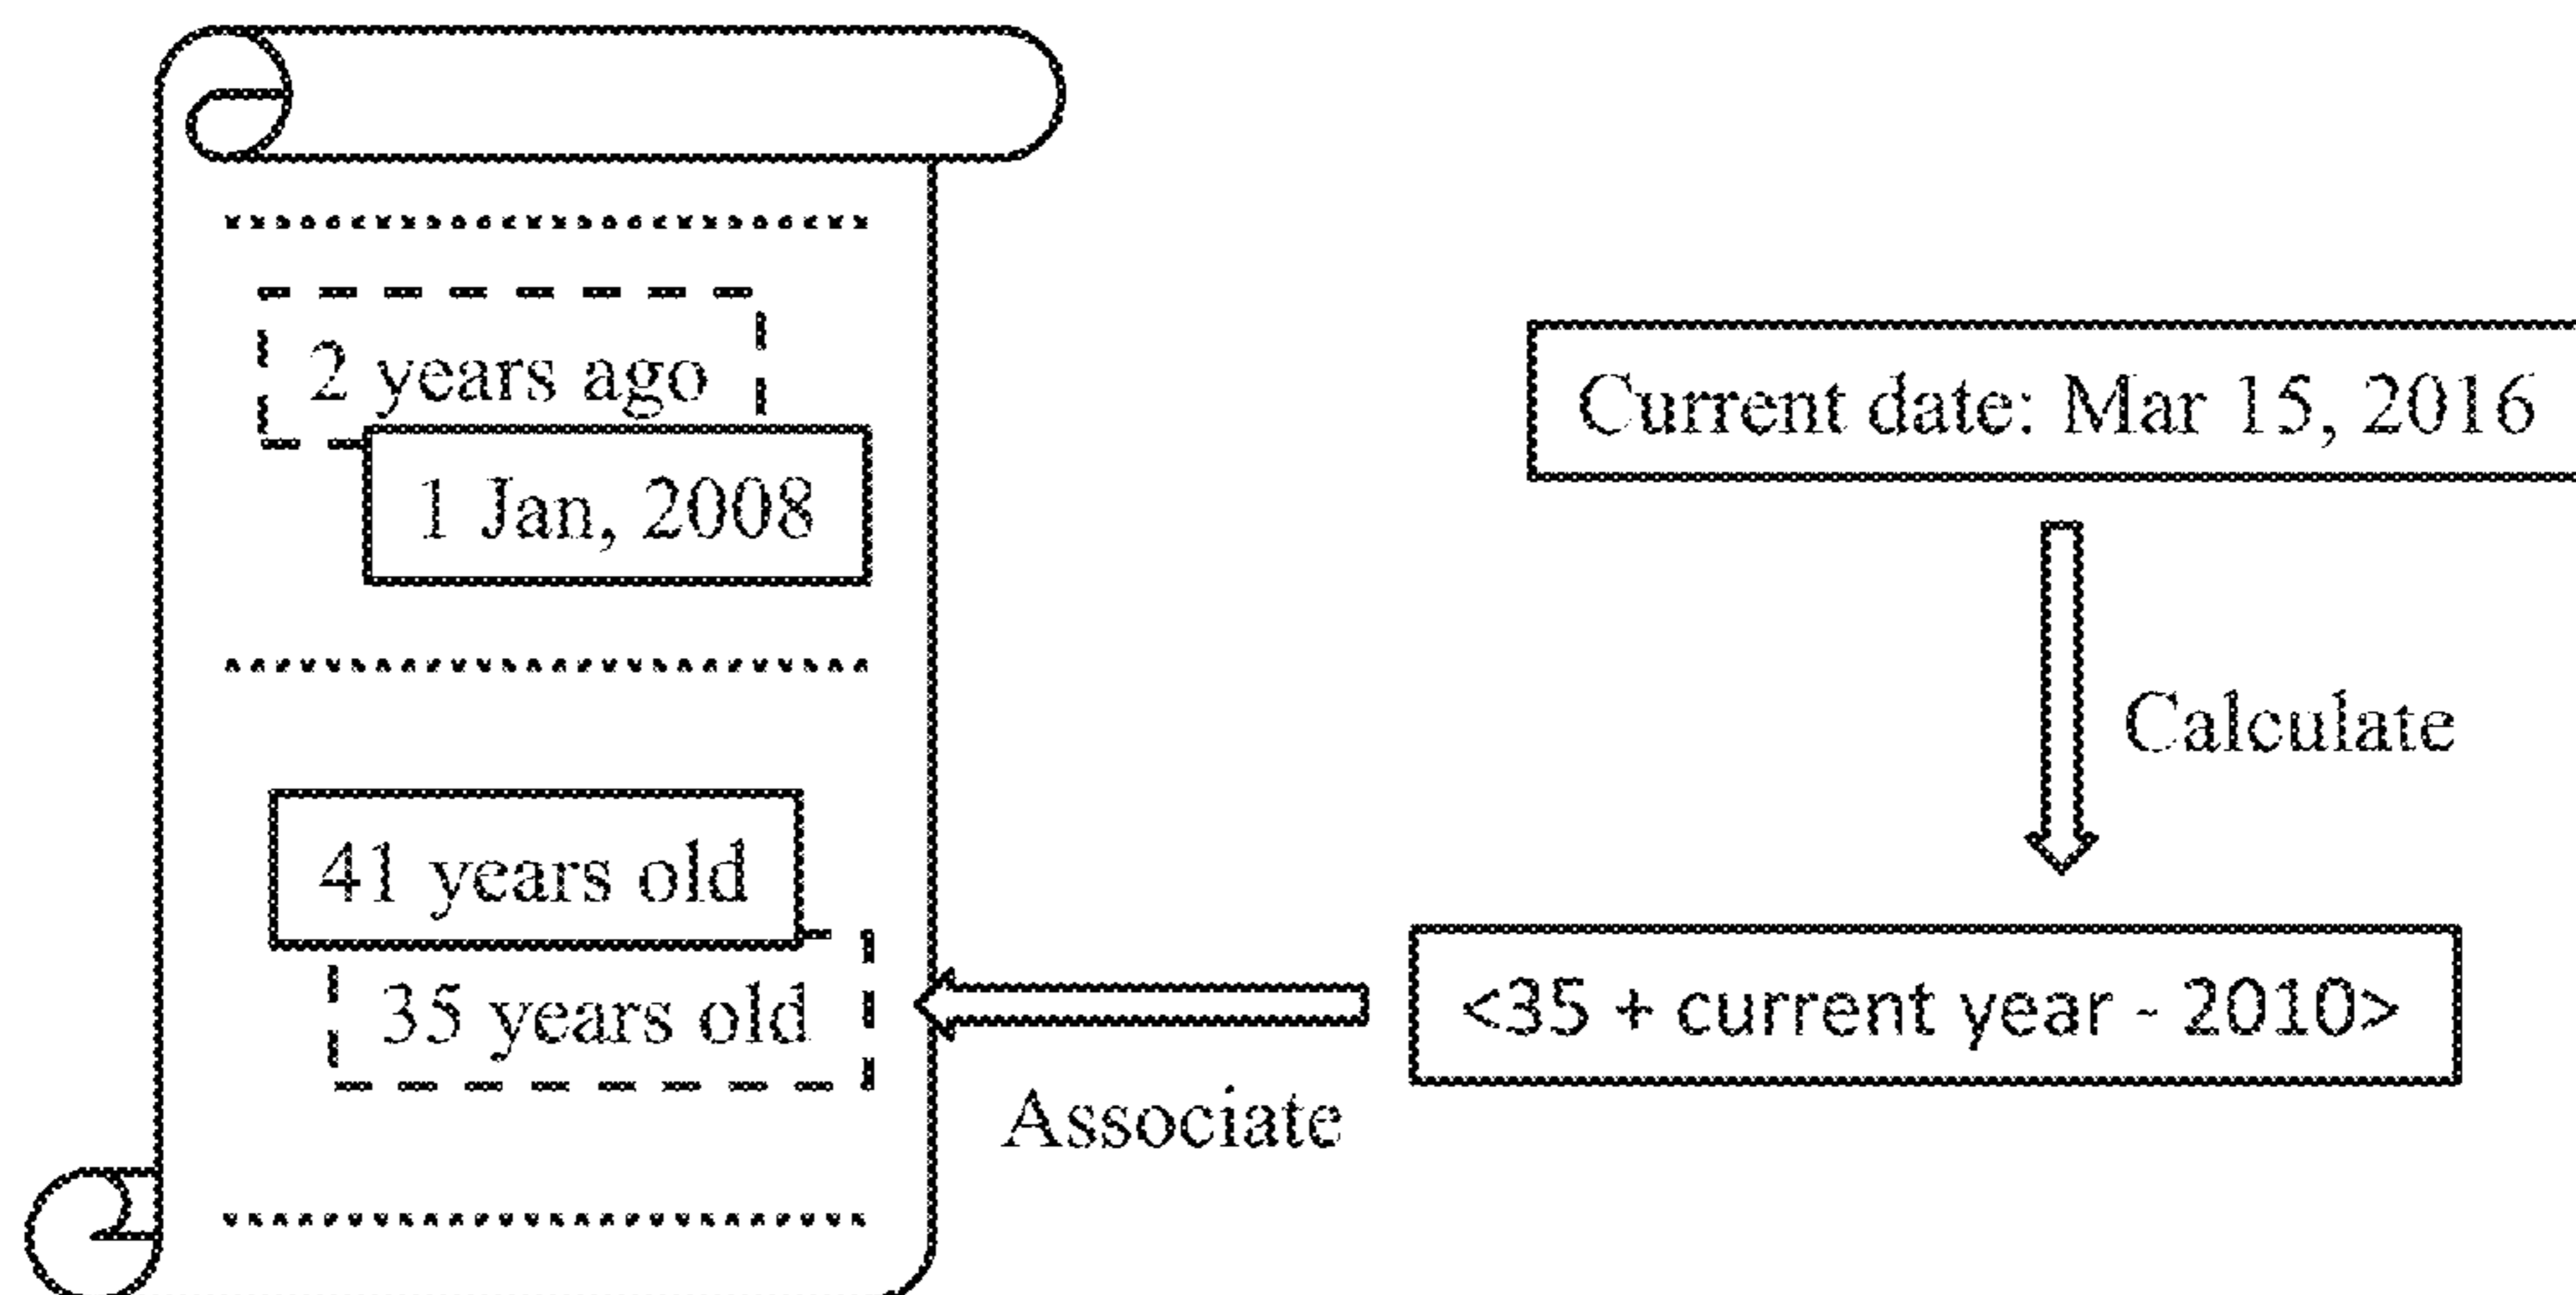 2 years ago
1 Jan, 2008
41 years old
35 years old
Current date: Mar 15, 2016
Calculate
<35 + current year - 2010>
Associate